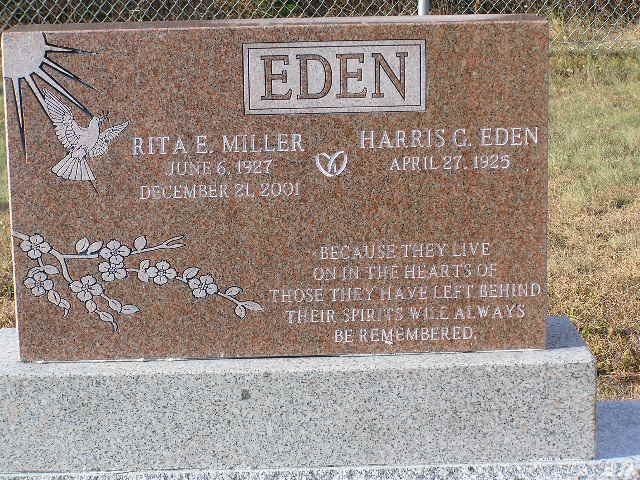 EDEN
RITA E. MILLER
JUNE 6, 1927
DECEMBER 21, 2001
HARRIS G. EDEN
APRIL 27, 1925
BECAUSE THEY LIVE
ON IN THE HEARTS OF
THOSE THEY HAVE LEFT BEHIND
THEIR SPIRITS WILL ALWAYS
BE REMEMBERED.